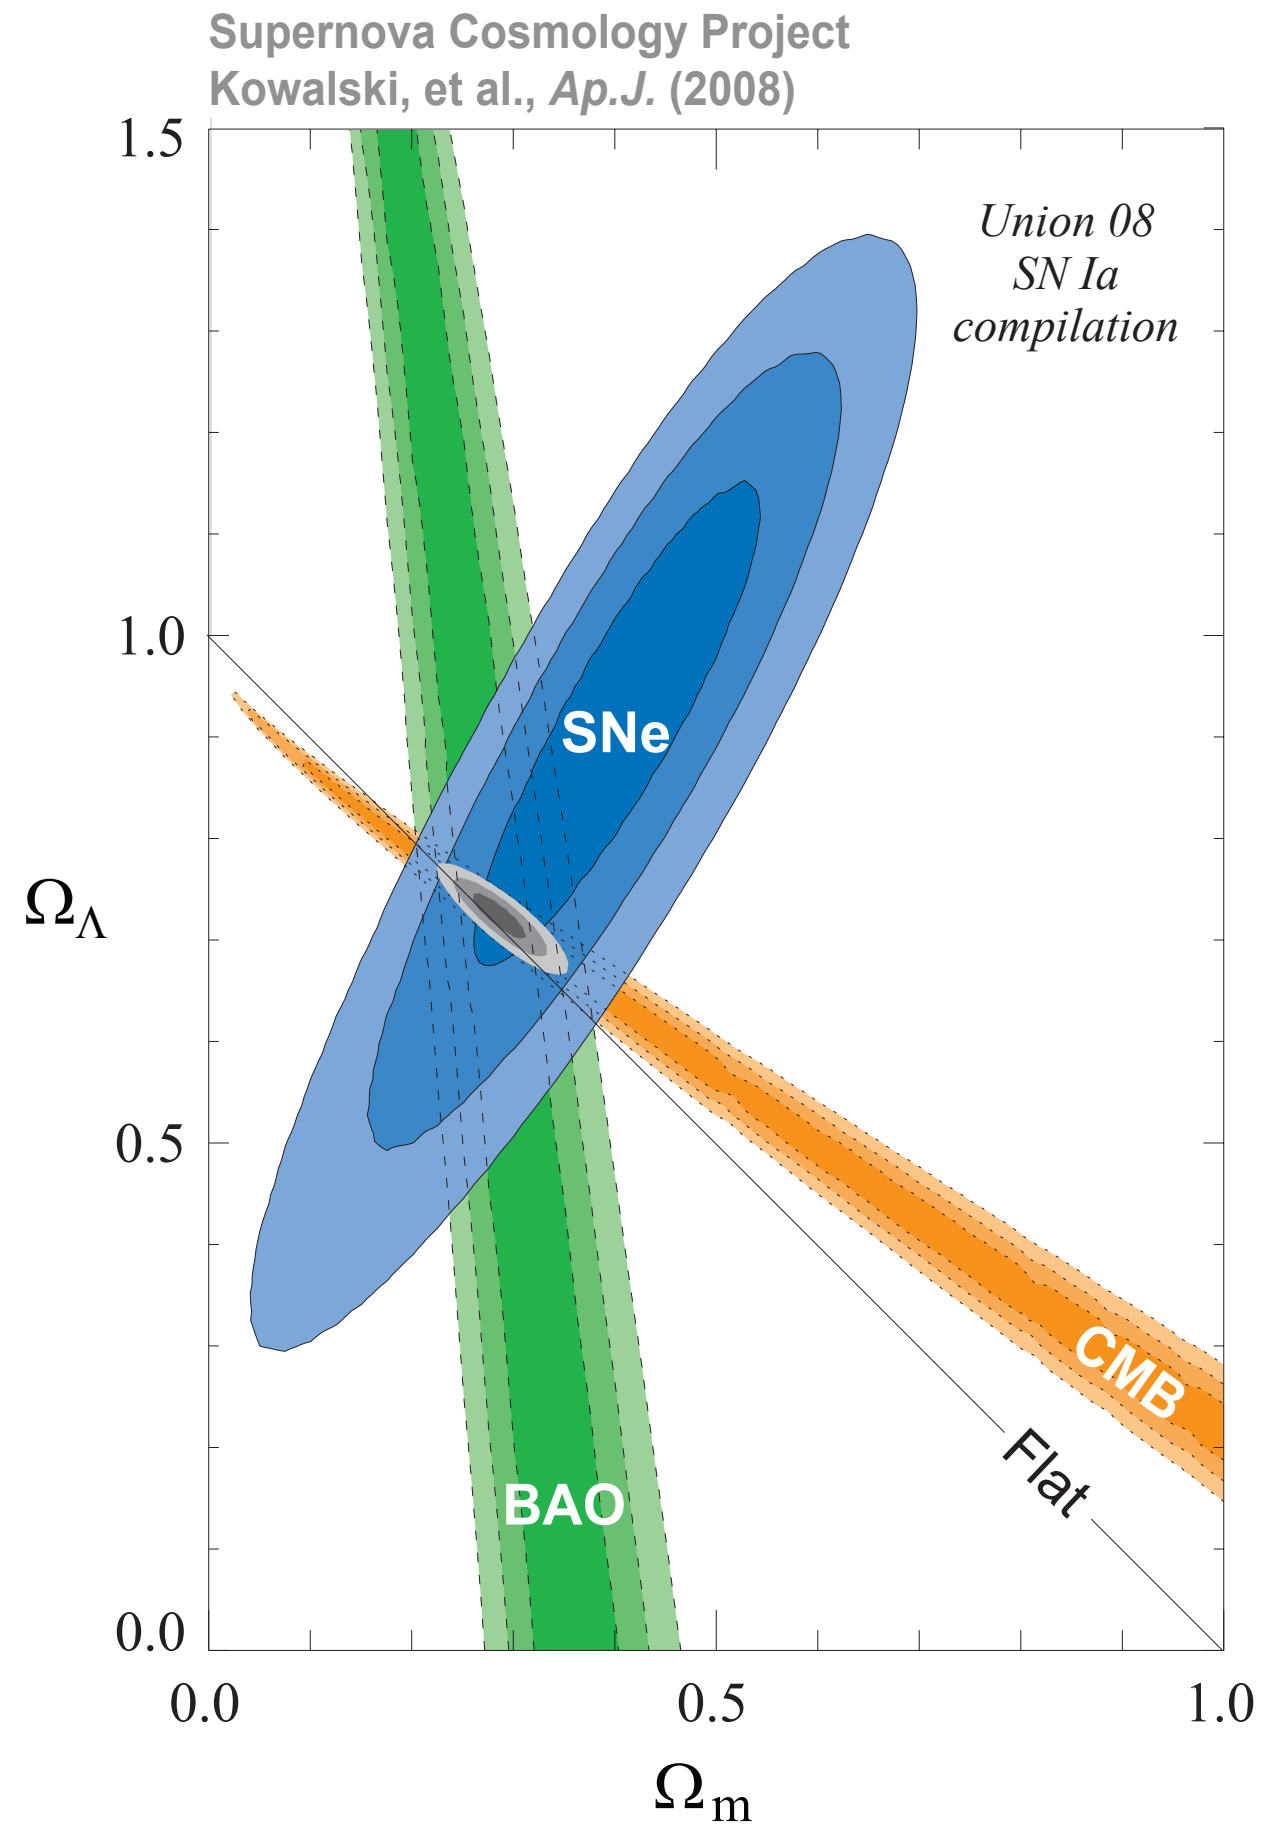 Supernova Cosmology Project
Kowalski, et al., Ap.J. (2008)
1.5
Union 08
SN Ia
compilation
1.0
SNe
ΩΛ
0.5
CMB
Flat
BAO
0.0
0.0
0.5
1.0
Ωm